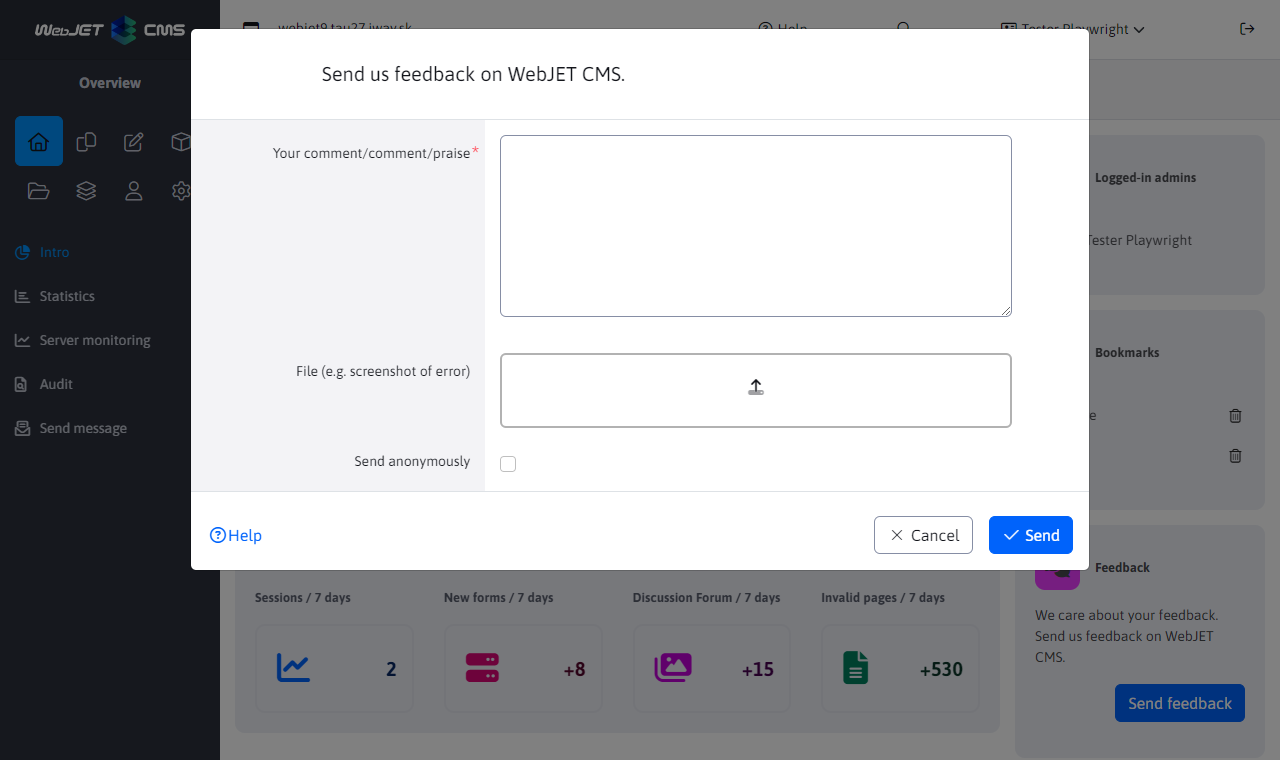 WebJET CMS
webjet9.tau27.iway.sk
Help
Tester Playwright
Overview
Send us feedback on WebJET CMS.
Your comment/comment/praise*
File (e.g. screenshot of error)
Send anonymously
Help
Cancel
Send
Intro
Statistics
Server monitoring
Audit
Send message
Logged-in admins
Tester Playwright
Bookmarks
Sessions / 7 days
2
New forms / 7 days
+8
Discussion Forum / 7 days
+15
Invalid pages / 7 days
+530
Feedback
We care about your feedback.
Send us feedback on WebJET
CMS.
Send feedback